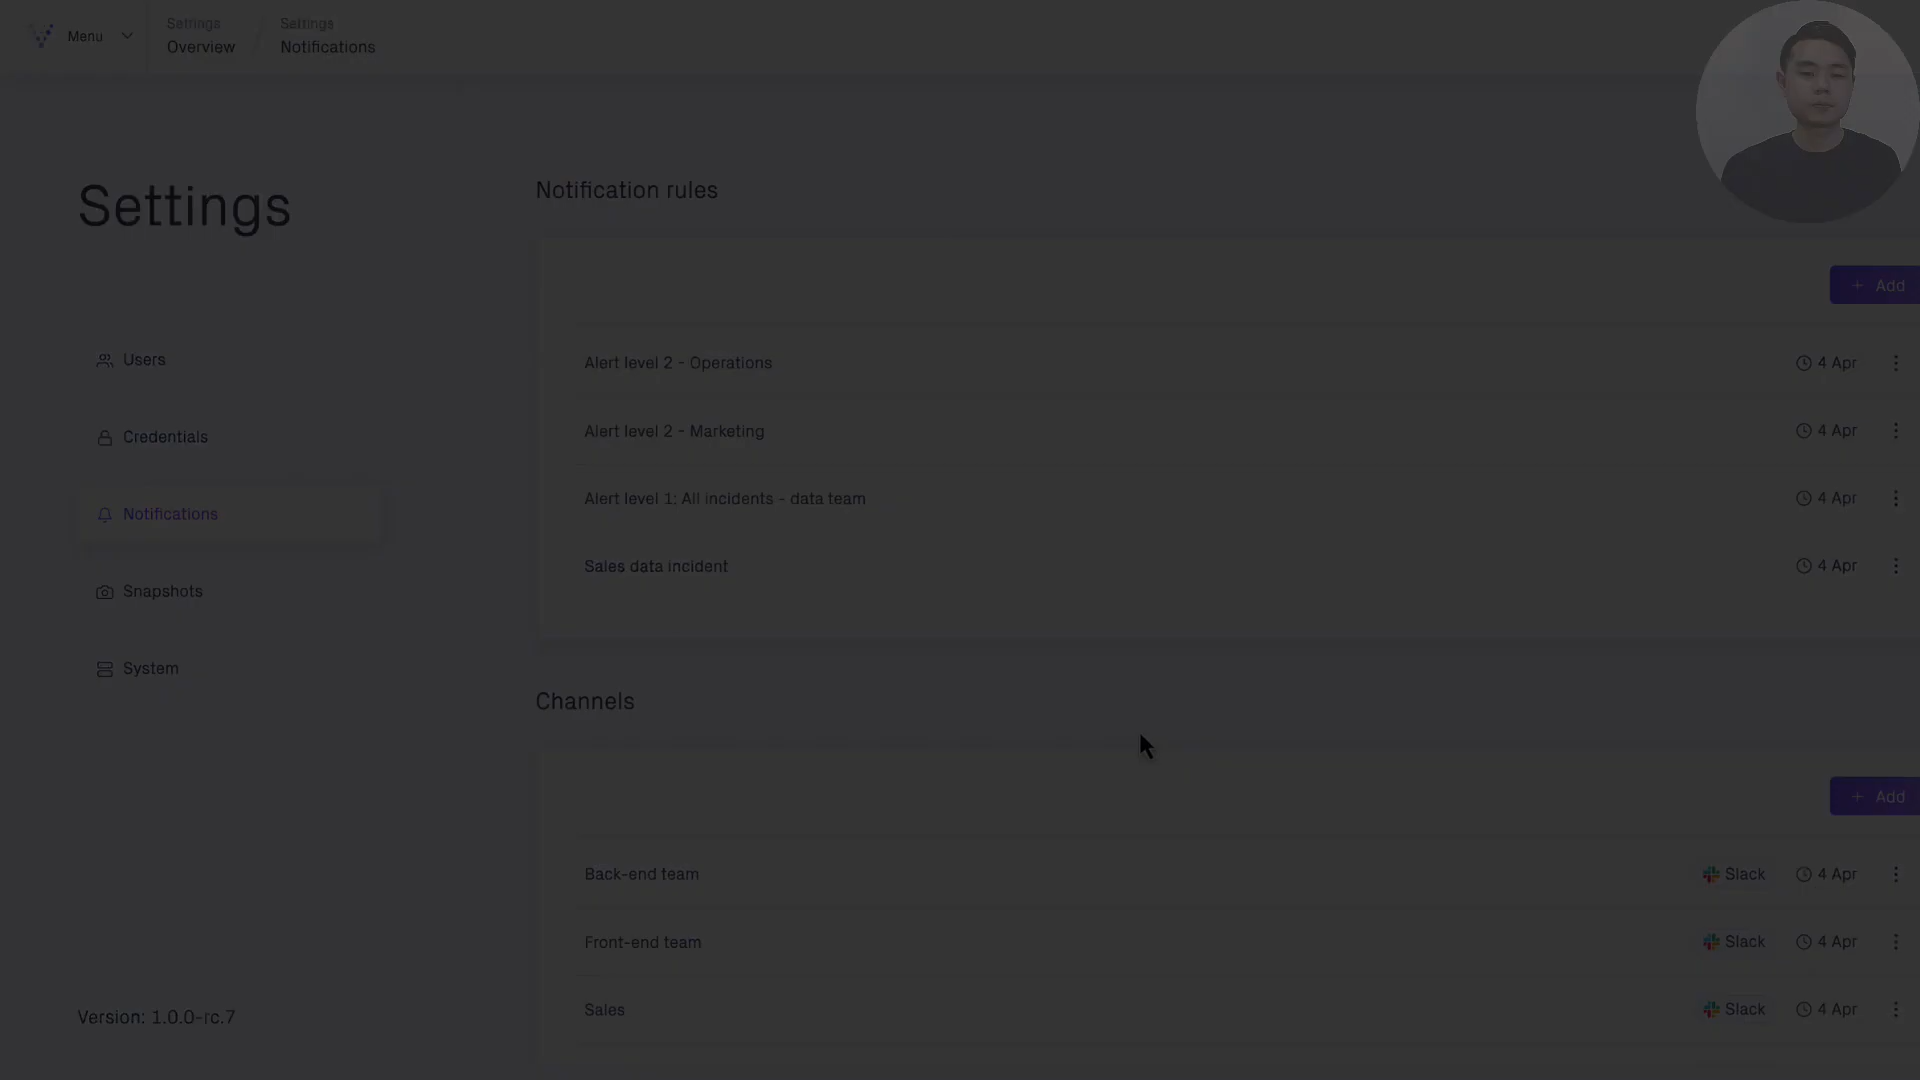 Menu
Settings
Overview
Settings
Notifications
Settings
Users
Credentials
Notifications
Snapshots
System
Version: 1.0.0-rc.7
Notification rules
+ Add
Alert level 2 - Operations
4 Apr
Alert level 2 - Marketing
4 Apr
Alert level 1: All incidents - data team
4 Apr
Sales data incident
4 Apr
Channels
+ Add
Back-end team
Slack
4 Apr
Front-end team
Slack
4 Apr
Sales
Slack
4 Apr